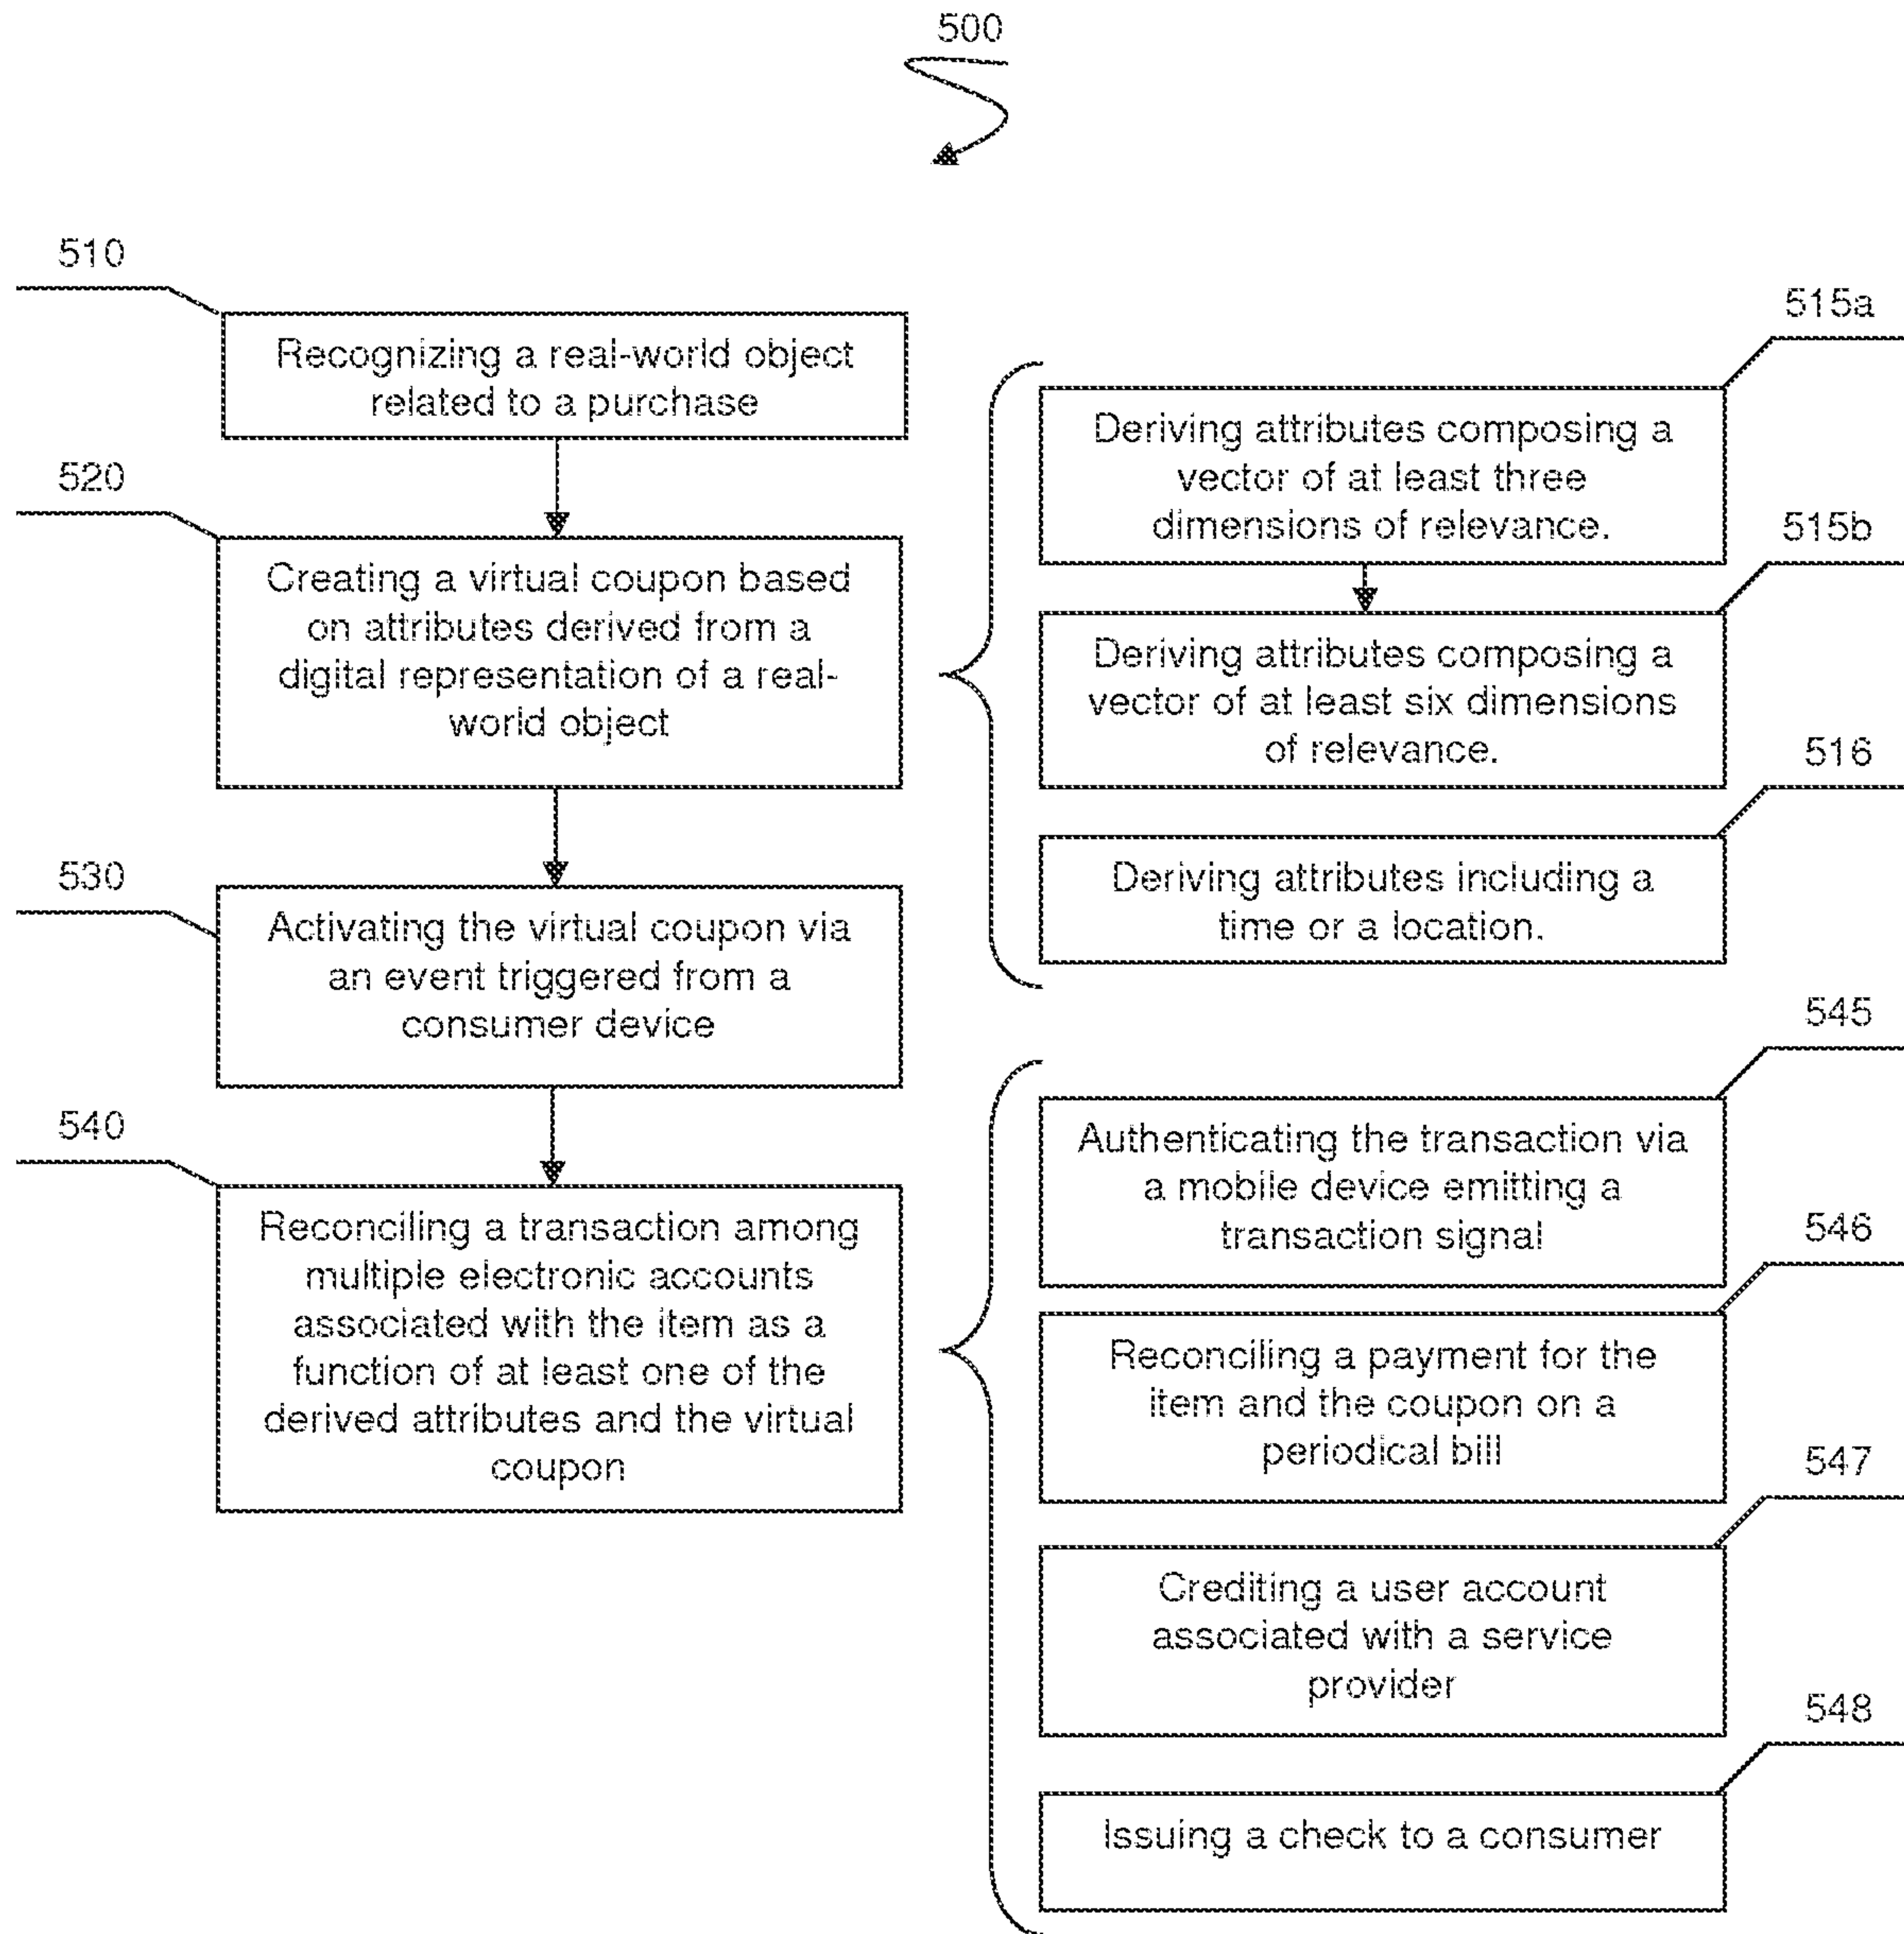 500
510
Recognizing a real-world object
related to a purchase
520
Creating a virtual coupon based
on attributes derived from a
digital representation of a real-
world object
530
Activating the virtual coupon via
an event triggered from a
consumer device
540
Reconciling a transaction among
multiple electronic accounts
associated with the item as a
function of at least one of the
derived attributes and the virtual
coupon
515a
Deriving attributes composing a
vector of at least three
dimensions of relevance.
515b
Deriving attributes composing a
vector of at least six dimensions
of relevance.
516
Deriving attributes including a
time or a location.
545
Authenticating the transaction via
a mobile device emitting a
transaction signal
546
Reconciling a payment for the
item and the coupon on a
periodical bill
547
Crediting a user account
associated with a service
provider
548
Issuing a check to a consumer